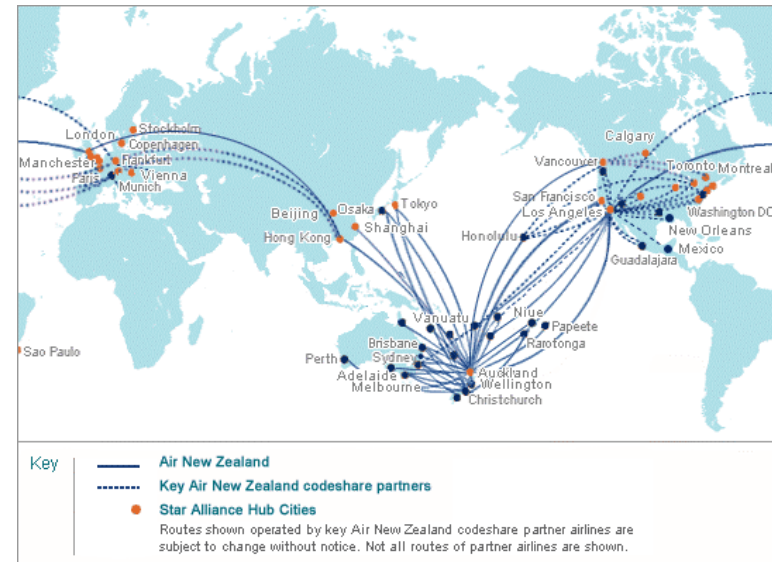 Stockholm
London
Copenhagen
Manchester
Frankfurt
Paris
Vienna
Munich
Calgary
Vancouver
Toronto
Montreal
San Francisco
Los Angeles
Washington DC
New Orleans
Honolulu
Guadalajara
Mexico
Beijing
Osaka
Tokyo
Shanghai
Hong Kong
Sao Paulo
Vanuatu
Niue
Papeete
Rarotonga
Brisbane
Perth
Sydney
Adelaide
Auckland
Melbourne
Wellington
Christchurch
Key
Air New Zealand
Key Air New Zealand codeshare partners
Star Alliance Hub Cities
Routes shown operated by key Air New Zealand codeshare partner airlines are
subject to change without notice. Not all routes of partner airlines are shown.